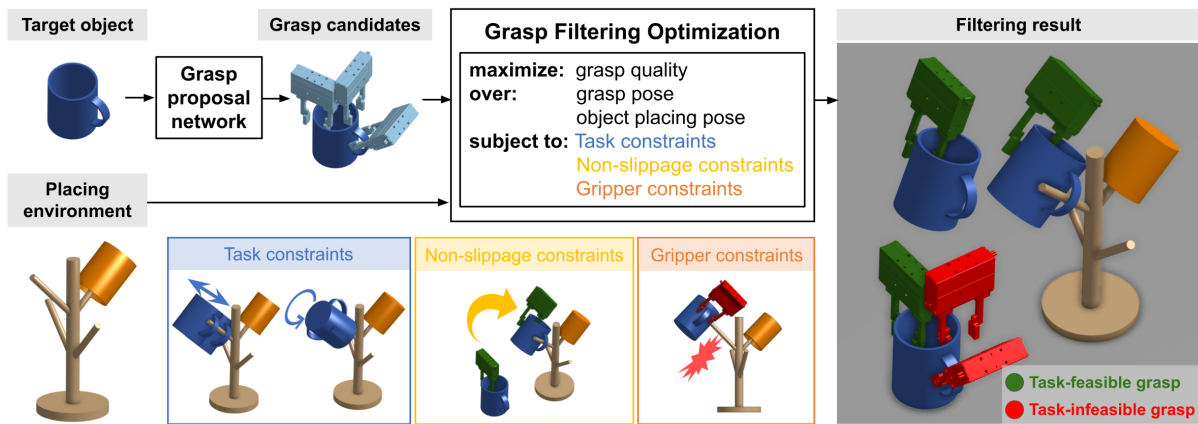 Target object
Grasp candidates
Grasp
proposal
network
Grasp Filtering Optimization
maximize: grasp quality
over: grasp pose
object placing pose
subject to: Task constraints
Non-slippage constraints
Gripper constraints
Filtering result
Placing
environment
Task constraints
Non-slippage constraints
Gripper constraints
Task-feasible grasp
Task-infeasible grasp